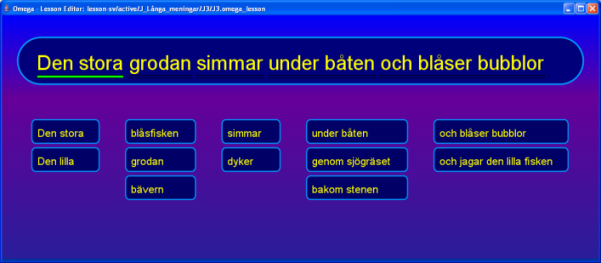 Omega - Lesson Editor: lesson-sv/active/J_Långa_meningar/J3/J3.omega_lesson
Den stora grodan simmar under båten och blåser bubblor
Den stora blåsfisken simmar under båten och blåser bubblor
Den lilla grodan dyker genom sjögräset och jagar den lilla fisken
bävern bakom stenen